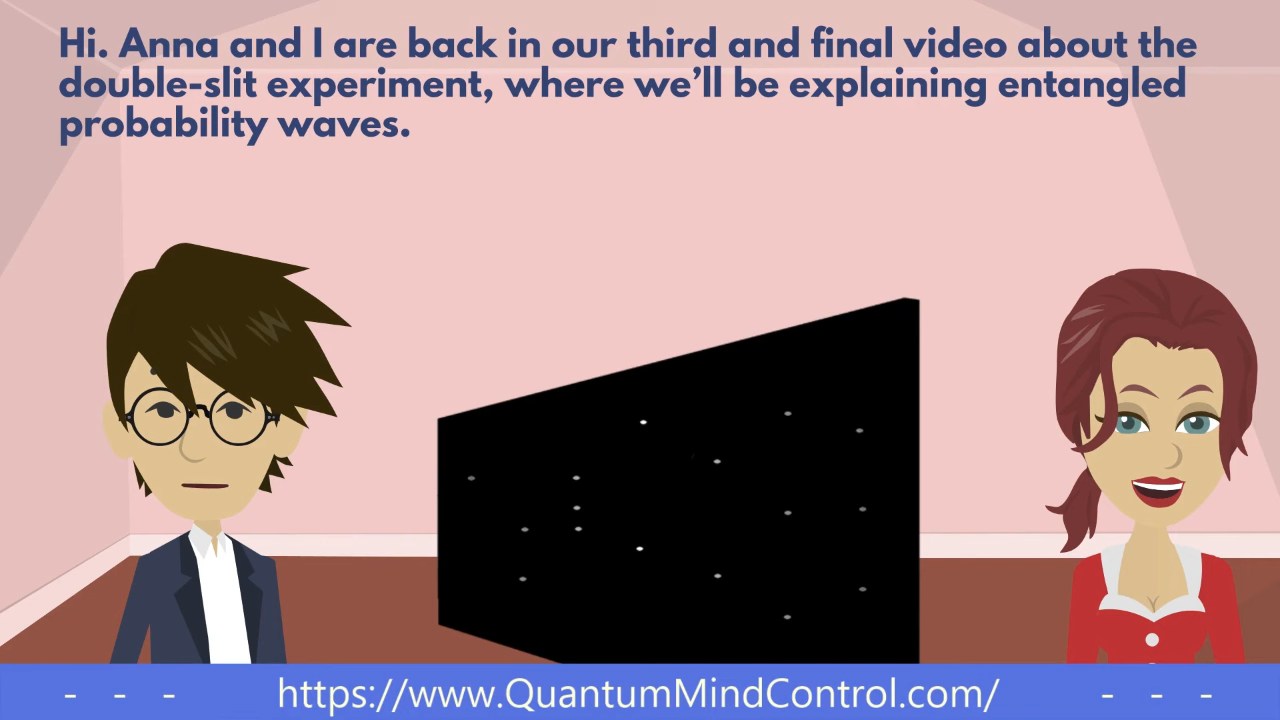 Hi. Anna and I are back in our third and final video about the
double-slit experiment, where we’ll be explaining entangled
probability waves.
- - - https://www.QuantumMindControl.com/ - - -